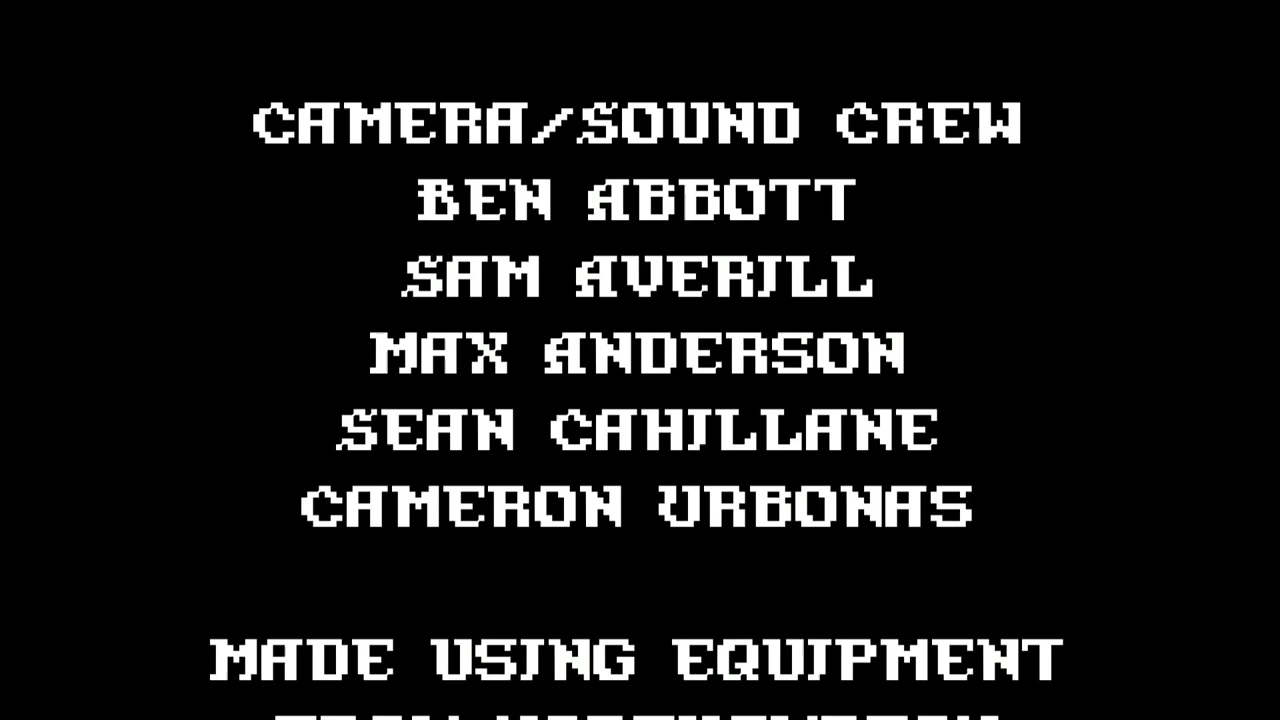 CAMERA/SOUND CREW
BEN ABBOTT
SAM AVERILL
MAX ANDERSON
SEAN CAHILLANE
CAMERON URBONAS
MADE USING EQUIPMENT